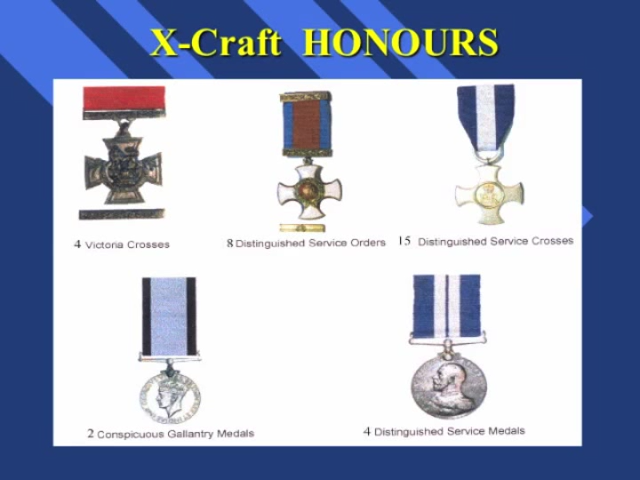 X-Craft HONOURS
4 Victoria Crosses
8 Distinguished Service Orders
15 Distinguished Service Crosses
2 Conspicuous Gallantry Medals
4 Distinguished Service Medals